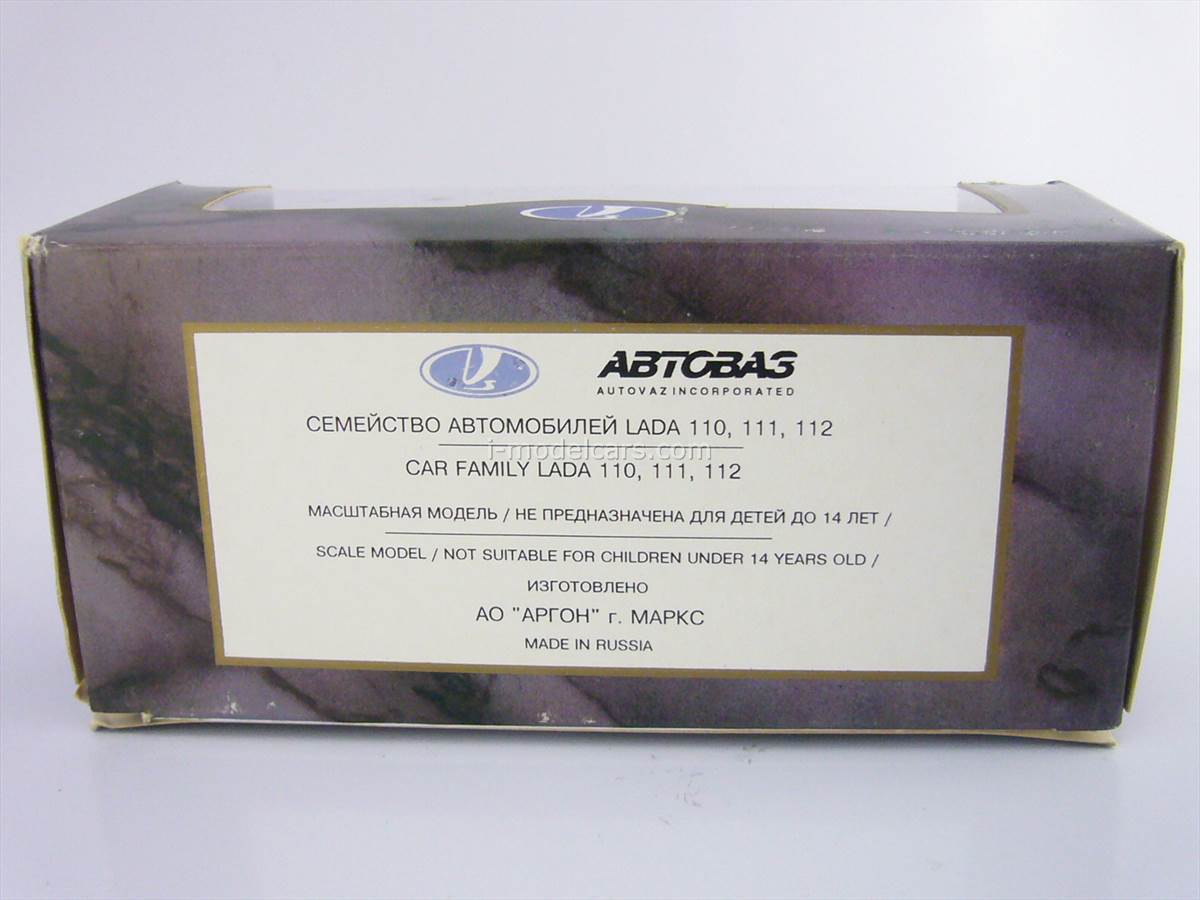 АВТОВАЗ
AUTOVAZ INCORPORATED
СЕМЕЙСТВО АВТОМОБИЛЕЙ LADA 110, 111, 112
i-modelcars.com
CAR FAMILY LADA 110, 111, 112
МАСШТАБНАЯ МОДЕЛЬ / НЕ ПРЕДНАЗНАЧЕНА ДЛЯ ДЕТЕЙ ДО 14 ЛЕТ /
SCALE MODEL / NOT SUITABLE FOR CHILDREN UNDER 14 YEARS OLD /
ИЗГОТОВЛЕНО
АО "АРГОН" г. МАРКС
MADE IN RUSSIA